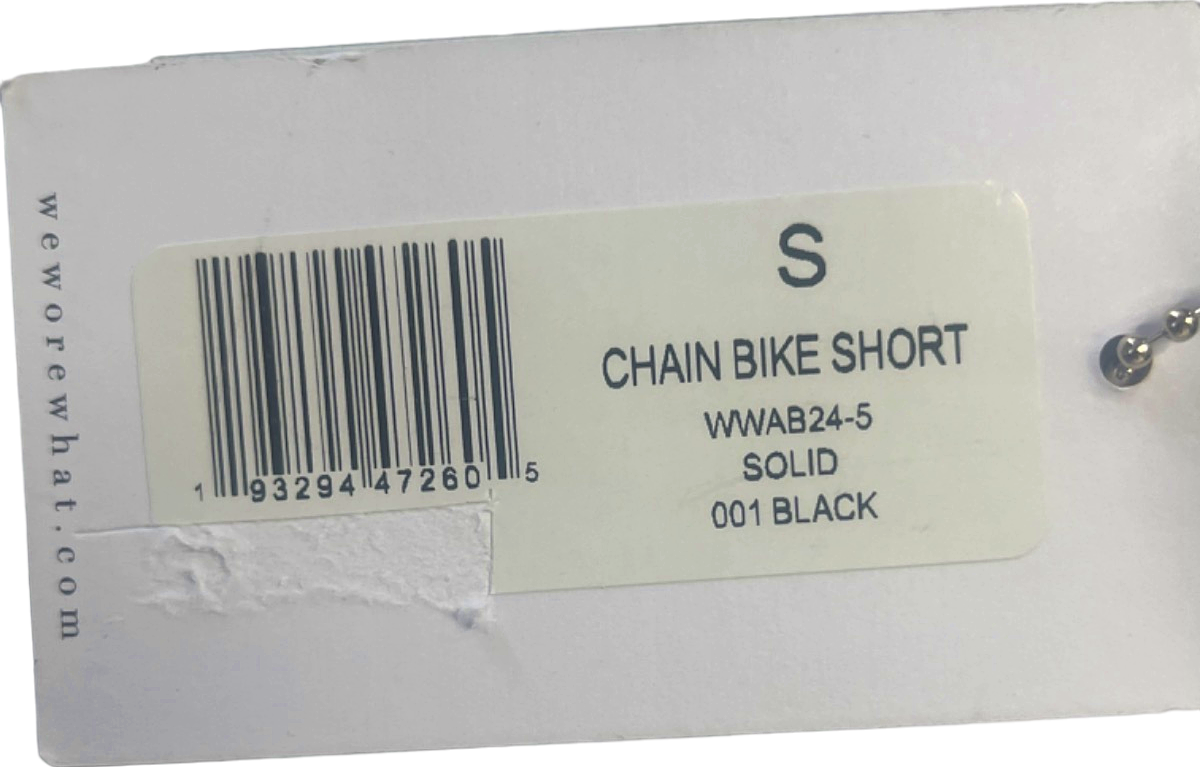 weworewhat.com
S
CHAIN BIKE SHORT
WWAB24-5
SOLID
001 BLACK
1 93294 47260 5